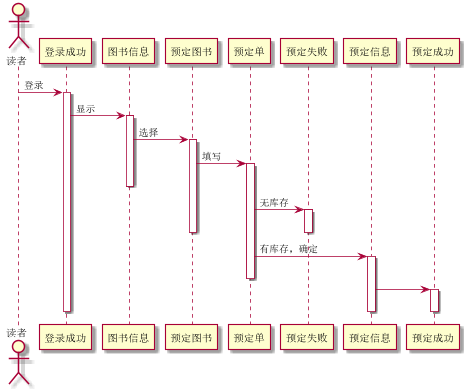 读者
登录成功
图书信息
预定图书
预定单
预定失败
预定信息
预定成功
登录
显示
选择
填写
无库存
有库存，确定
读者
登录成功
图书信息
预定图书
预定单
预定失败
预定信息
预定成功